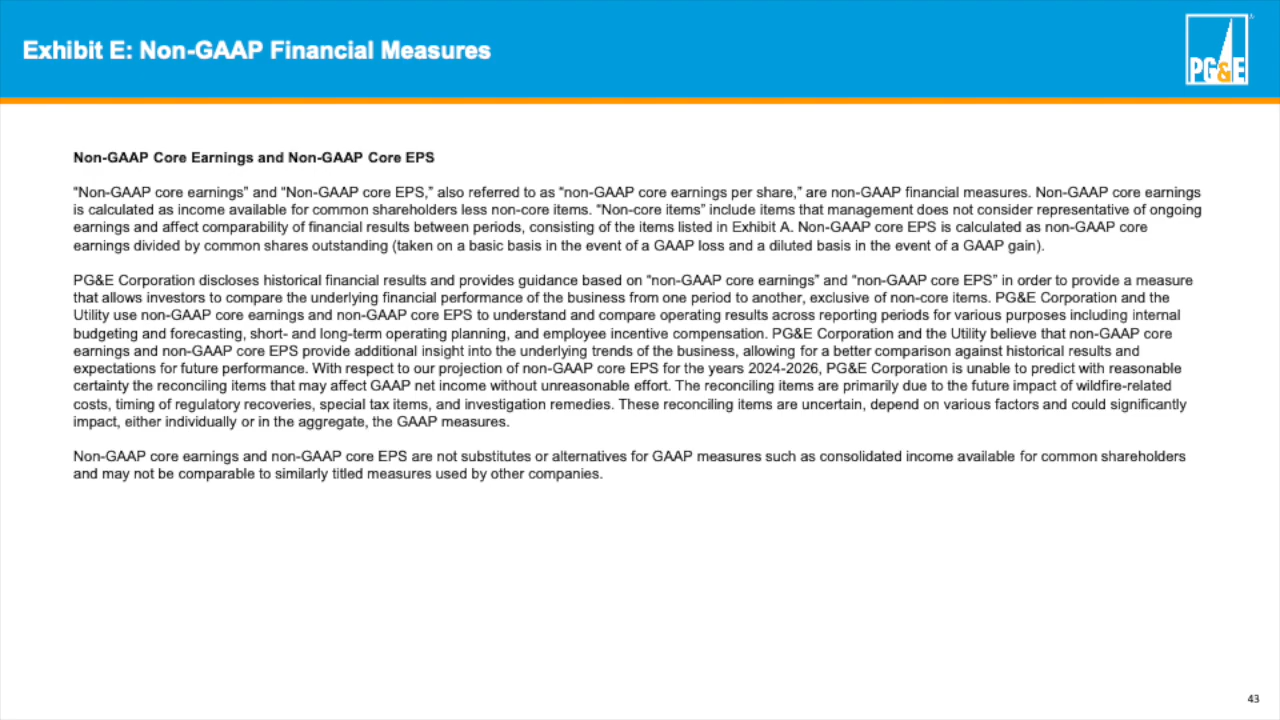 Exhibit E: Non-GAAP Financial Measures
PG&E
Non-GAAP Core Earnings and Non-GAAP Core EPS
“Non-GAAP core earnings” and “Non-GAAP core EPS,” also referred to as “non-GAAP core earnings per share,” are non-GAAP financial measures. Non-GAAP core earnings
is calculated as income available for common shareholders less non-core items. “Non-core items” include items that management does not consider representative of ongoing
earnings and affect comparability of financial results between periods, consisting of the items listed in Exhibit A. Non-GAAP core EPS is calculated as non-GAAP core
earnings divided by common shares outstanding (taken on a basic basis in the event of a GAAP loss and a diluted basis in the event of a GAAP gain).
PG&E Corporation discloses historical financial results and provides guidance based on “non-GAAP core earnings” and “non-GAAP core EPS” in order to provide a measure
that allows investors to compare the underlying financial performance of the business from one period to another, exclusive of non-core items. PG&E Corporation and the
Utility use non-GAAP core earnings and non-GAAP core EPS to understand and compare operating results across reporting periods for various purposes including internal
budgeting and forecasting, short- and long-term operating planning, and employee incentive compensation. PG&E Corporation and the Utility believe that non-GAAP core
earnings and non-GAAP core EPS provide additional insight into the underlying trends of the business, allowing for a better comparison against historical results and
expectations for future performance. With respect to our projection of non-GAAP core EPS for the years 2024-2026, PG&E Corporation is unable to predict with reasonable
certainty the reconciling items that may affect GAAP net income without unreasonable effort. The reconciling items are primarily due to the future impact of wildfire-related
costs, timing of regulatory recoveries, special tax items, and investigation remedies. These reconciling items are uncertain, depend on various factors and could significantly
impact, either individually or in the aggregate, the GAAP measures.
Non-GAAP core earnings and non-GAAP core EPS are not substitutes or alternatives for GAAP measures such as consolidated income available for common shareholders
and may not be comparable to similarly titled measures used by other companies.
43